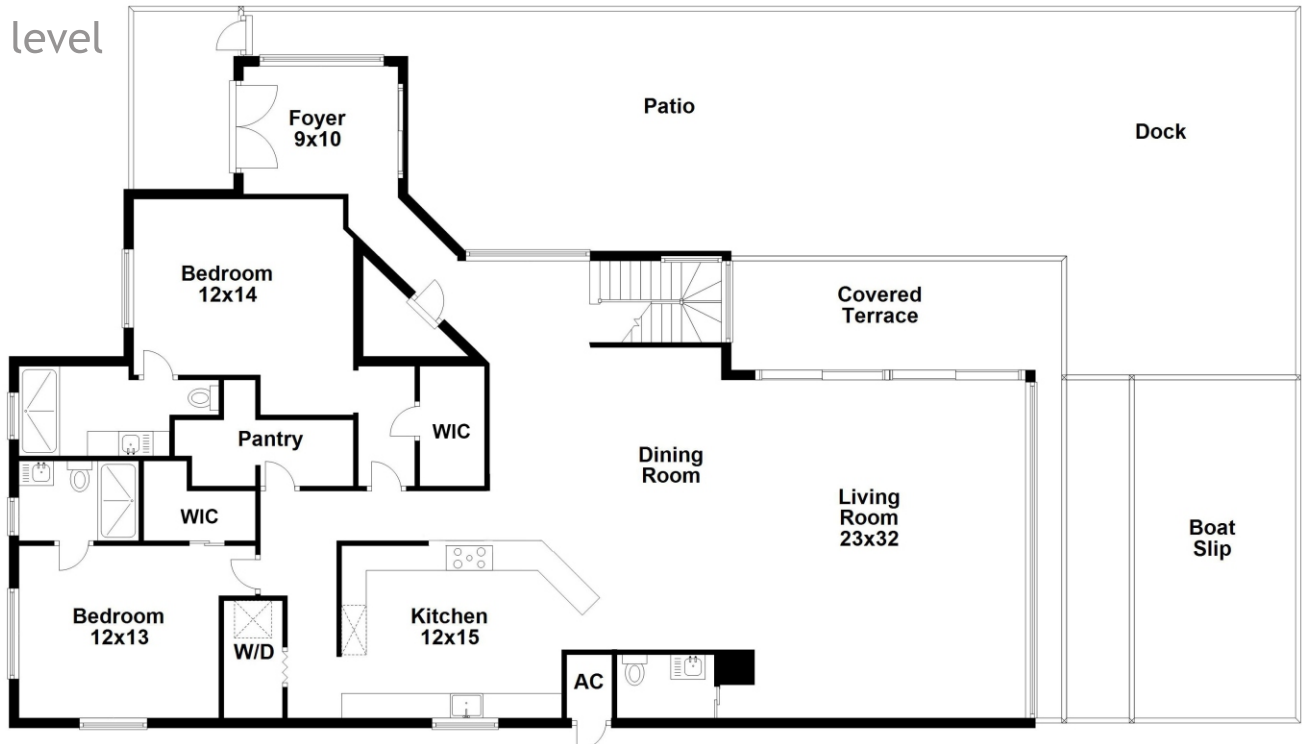 level
Foyer
9x10
Patio
Dock
Bedroom
12x14
Covered
Terrace
WIC
Pantry
Dining
Room
Living
Room
23x32
WIC
Boat
Slip
Bedroom
12x13
W/D
Kitchen
12x15
AC